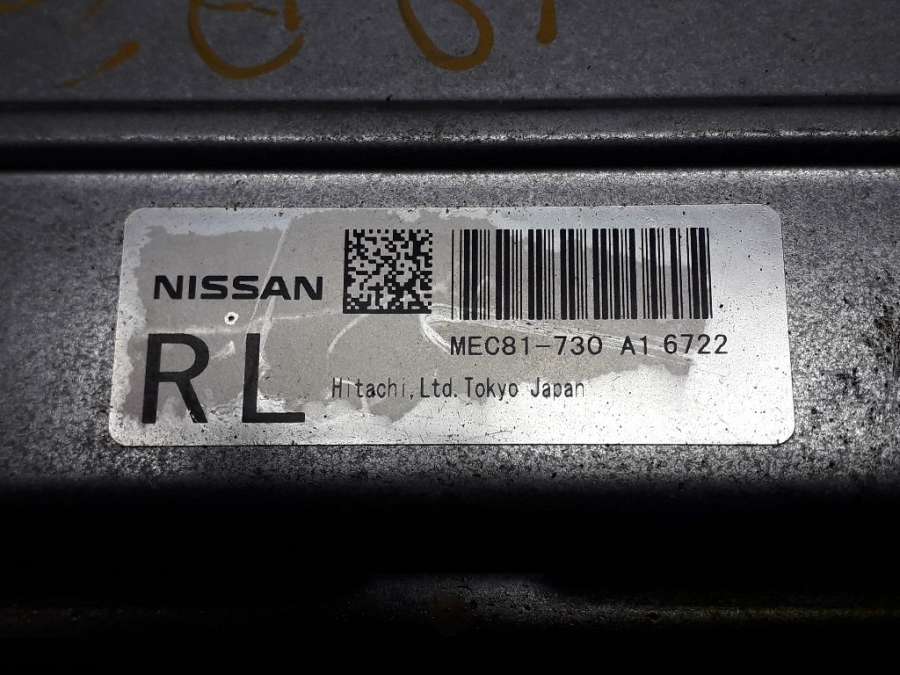 NISSAN
MEC81-730 A1 6722
RL
Hitachi,Ltd.Tokyo Japan